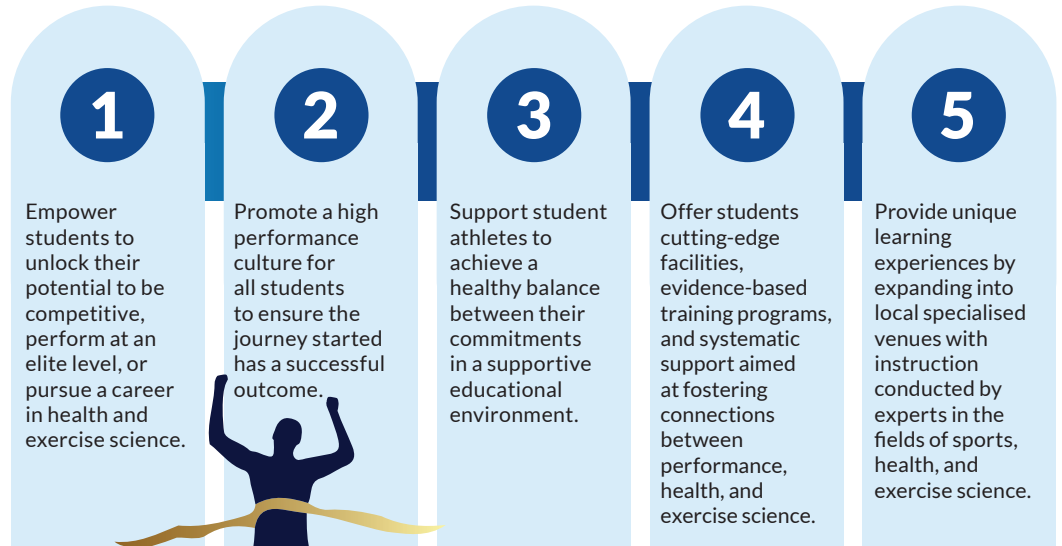 1
Empower
students to
unlock their
potential to be
competitive,
perform at an
elite level, or
pursue a career
in health and
exercise science.
2
Promote a high
performance
culture for
all students
to ensure the
journey started
has a successful
outcome.
3
Support student
athletes to
achieve a
healthy balance
between their
commitments
in a supportive
educational
environment.
4
Offer students
cutting-edge
facilities,
evidence-based
training programs,
and systematic
support aimed
at fostering
connections
between
performance,
health, and
exercise science.
5
Provide unique
learning
experiences by
expanding into
local specialised
venues with
instruction
conducted by
experts in the
fields of sports,
health, and
exercise science.